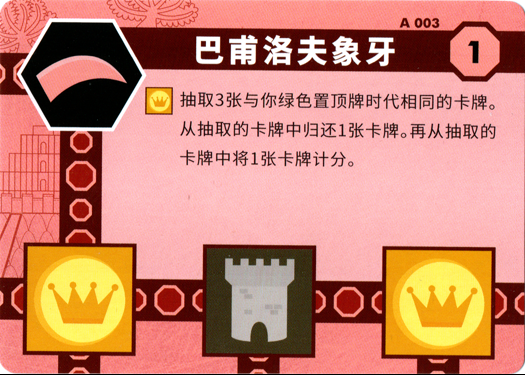 A 003
巴甫洛夫象牙
1
抽取3张与你绿色置顶牌时代相同的卡牌。
从抽取的卡牌中归还1张卡牌。再从抽取的
卡牌中将1张卡牌计分。